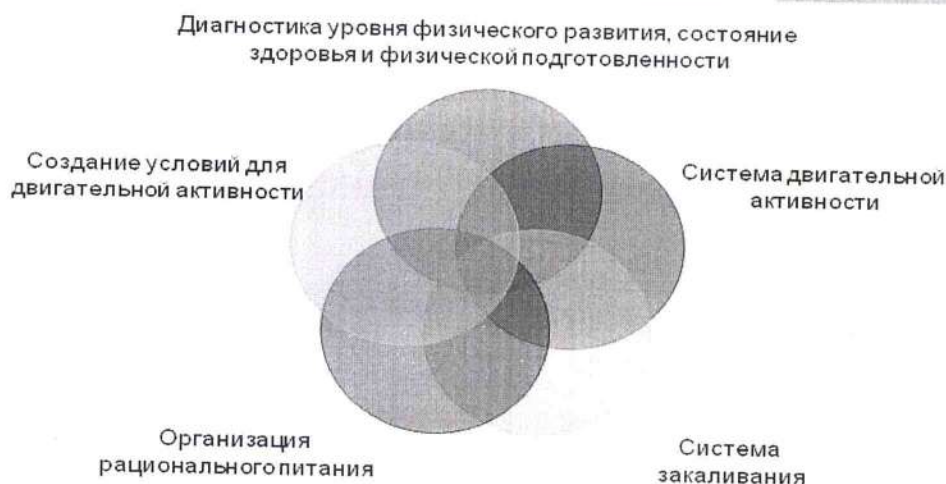 Диагностика уровня физического развития, состояние
здоровья и физической подготовленности
Создание условий для
двигательной активности
Система двигательной
активности
Организация
рационального питания
Система
закаливания